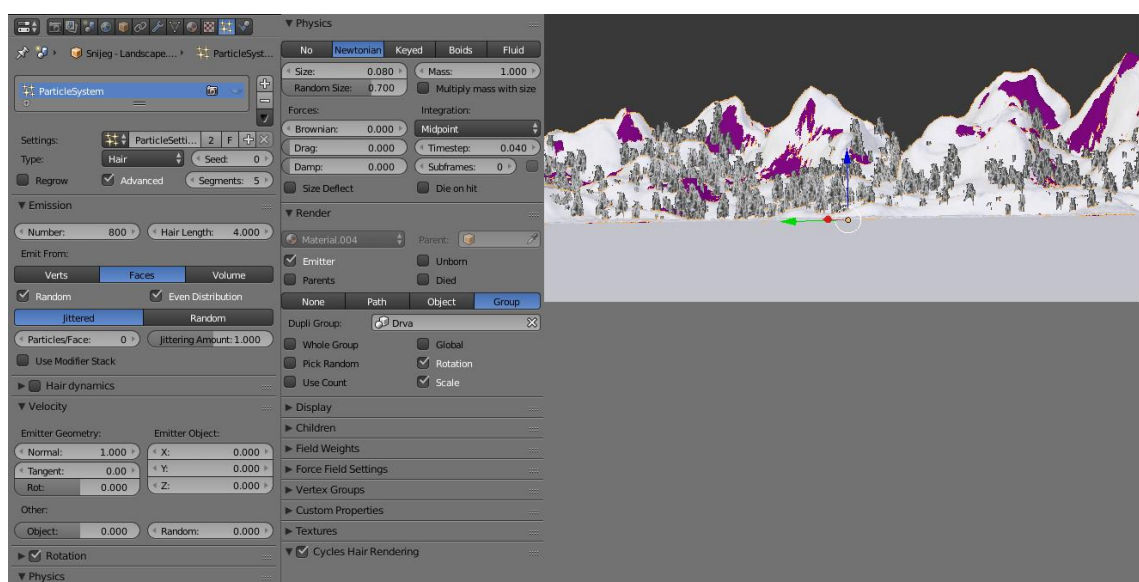 Snijeg - Landscape....
ParticleSyst...
ParticleSystem
Settings: ParticleSetti... 2 F
Type: Hair Seed: 0
Regrow Advanced Segments: 5
Emission
Number: 800 Hair Length: 4.000
Emit From:
Verts Faces Volume
Random Even Distribution
Jittered Random
Particles/Face: 0 Jittering Amount: 1.000
Use Modifier Stack
Hair dynamics
Velocity
Emitter Geometry: Emitter Object:
Normal: 1.000 X: 0.000
Tangent: 0.00 Y: 0.000
Rot: 0.000 Z: 0.000
Other:
Object: 0.000 Random: 0.000
Rotation
Physics
Physics
No Newtonian Keyed Boids Fluid
Size: 0.080 Mass: 1.000
Random Size: 0.700 Multiply mass with size
Forces: Integration:
Brownian: 0.000 Midpoint
Drag: 0.000 Timestep: 0.040
Damp: 0.000 Subframes: 0
Size Deflect Die on hit
Render
Material.004 Parent:
Emitter Unborn
Parents Died
None Path Object Group
Dupli Group: Drva
Whole Group Global
Pick Random Rotation
Use Count Scale
Display
Children
Field Weights
Force Field Settings
Vertex Groups
Custom Properties
Textures
Cycles Hair Rendering